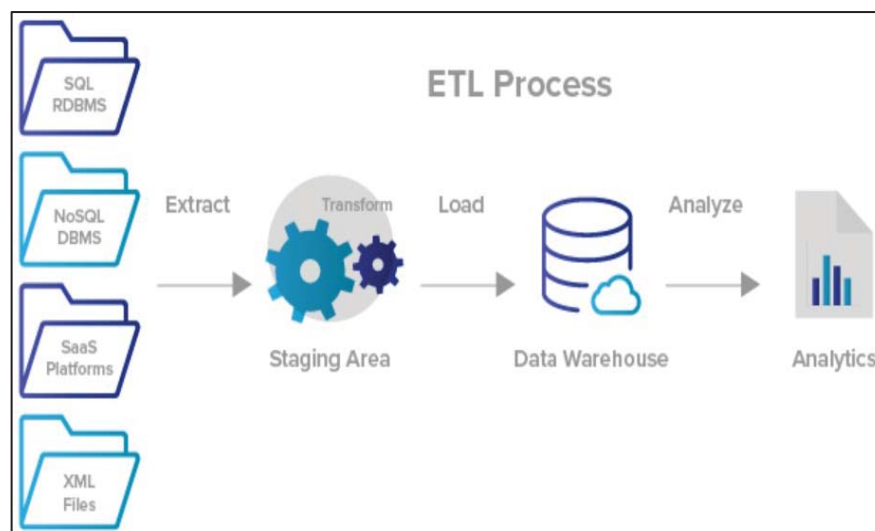 ETL Process
SQL
RDBMS
NoSQL
DBMS
SaaS
Platforms
XML
Files
Extract
Transform
Staging Area
Load
Data Warehouse
Analyze
Analytics